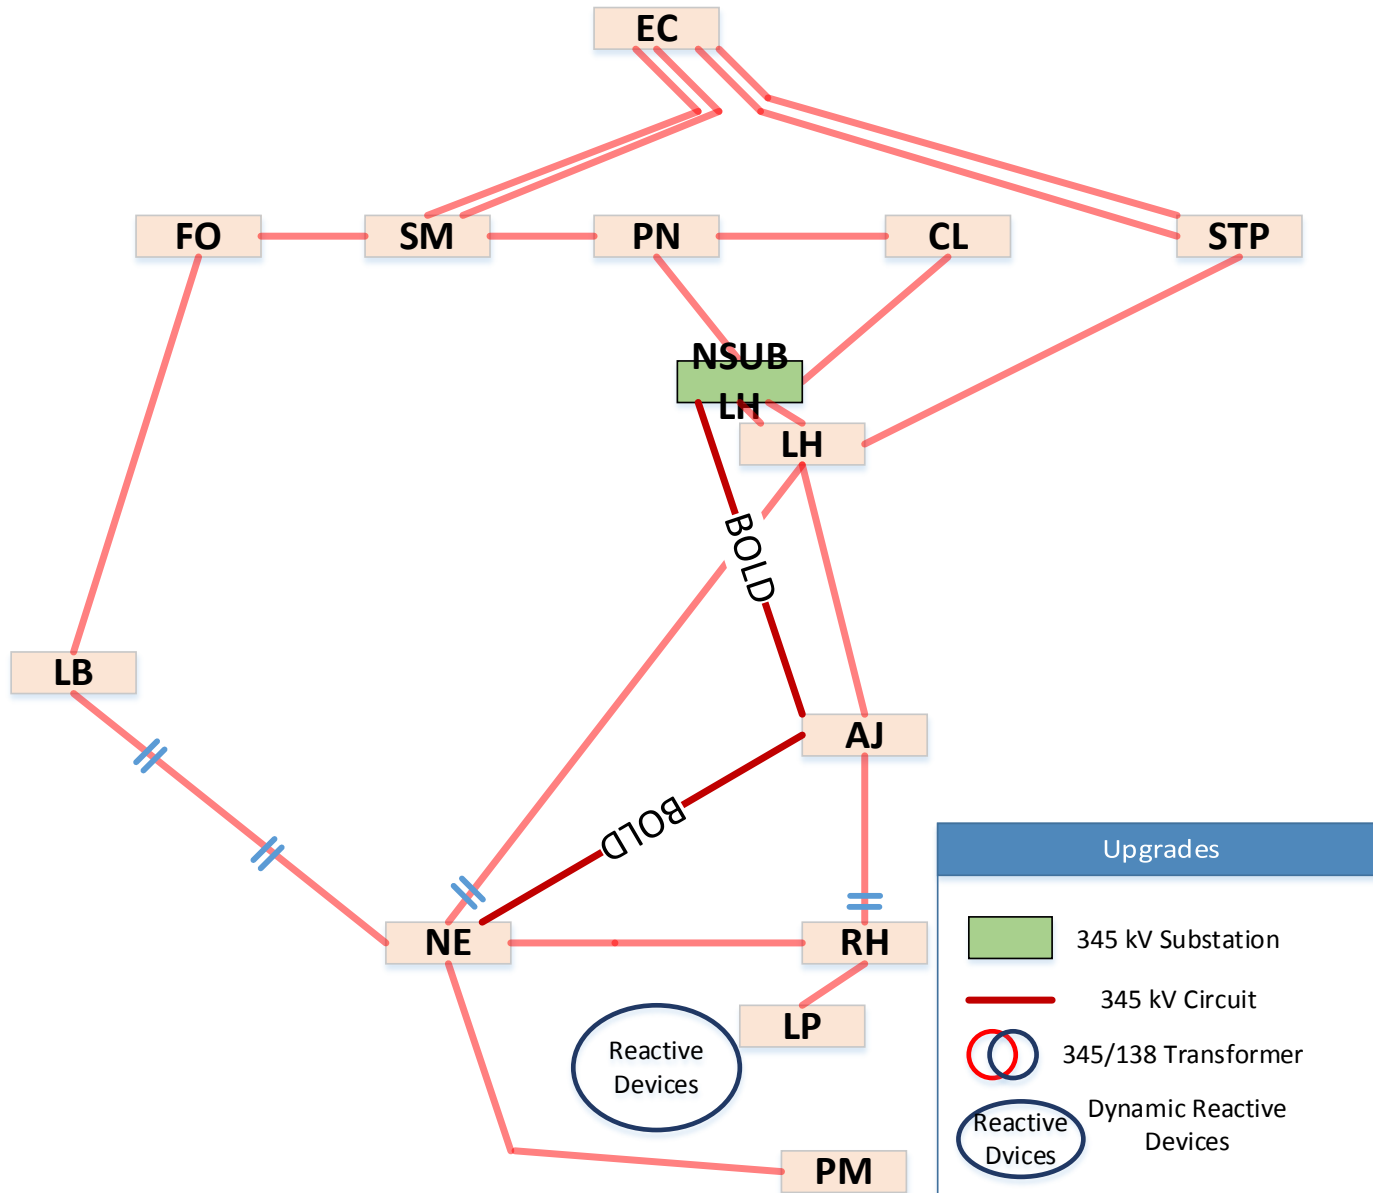 EC
FO
SM
PN
CL
STP
NSUB
LH
LH
BOLD
LB
AJ
BOLD
NE
RH
LP
Reactive
Devices
PM
Upgrades
345 kV Substation
345 kV Circuit
345/138 Transformer
Reactive
Dvices
Dynamic Reactive
Devices